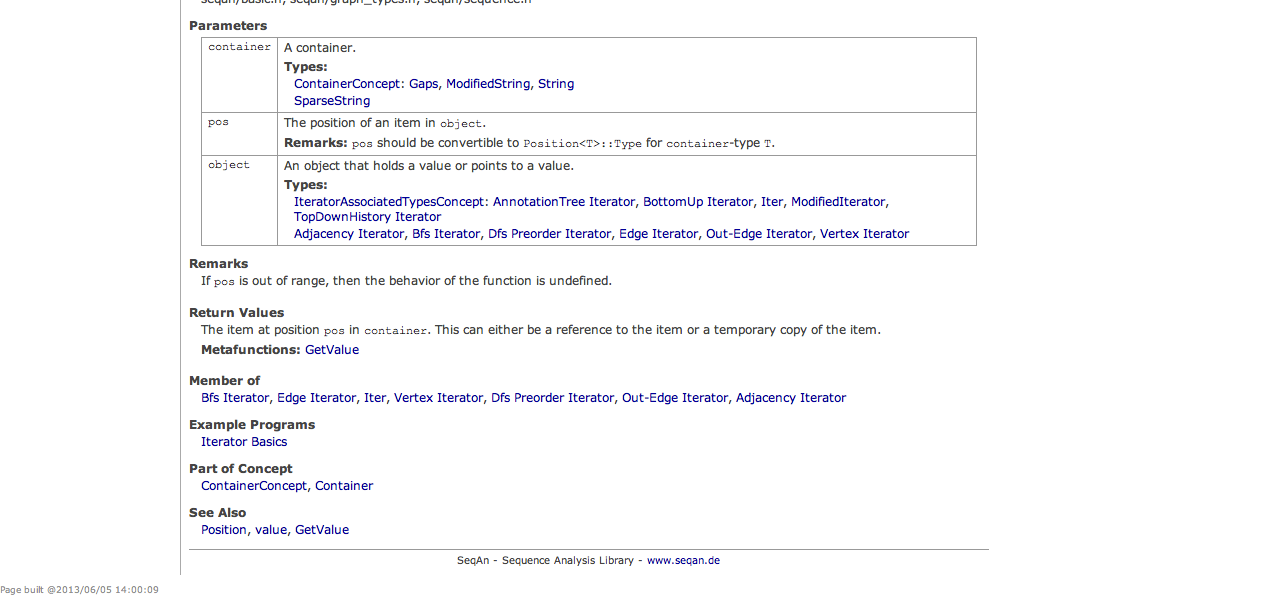 seqan/basic.h, seqan/graph_types.h, seqan/sequence.h
Parameters
container A container.
Types:
ContainerConcept: Gaps, ModifiedString, String
SparseString
pos The position of an item in object.
Remarks: pos should be convertible to Position<T>::Type for container-type T.
object An object that holds a value or points to a value.
Types:
IteratorAssociatedTypesConcept: AnnotationTree Iterator, BottomUp Iterator, Iter, ModifiedIterator,
TopDownHistory Iterator
Adjacency Iterator, Bfs Iterator, Dfs Preorder Iterator, Edge Iterator, Out-Edge Iterator, Vertex Iterator
Remarks
If pos is out of range, then the behavior of the function is undefined.
Return Values
The item at position pos in container. This can either be a reference to the item or a temporary copy of the item.
Metafunctions: GetValue
Member of
Bfs Iterator, Edge Iterator, Iter, Vertex Iterator, Dfs Preorder Iterator, Out-Edge Iterator, Adjacency Iterator
Example Programs
Iterator Basics
Part of Concept
ContainerConcept, Container
See Also
Position, value, GetValue
SeqAn - Sequence Analysis Library - www.seqan.de
Page built @2013/06/05 14:00:09